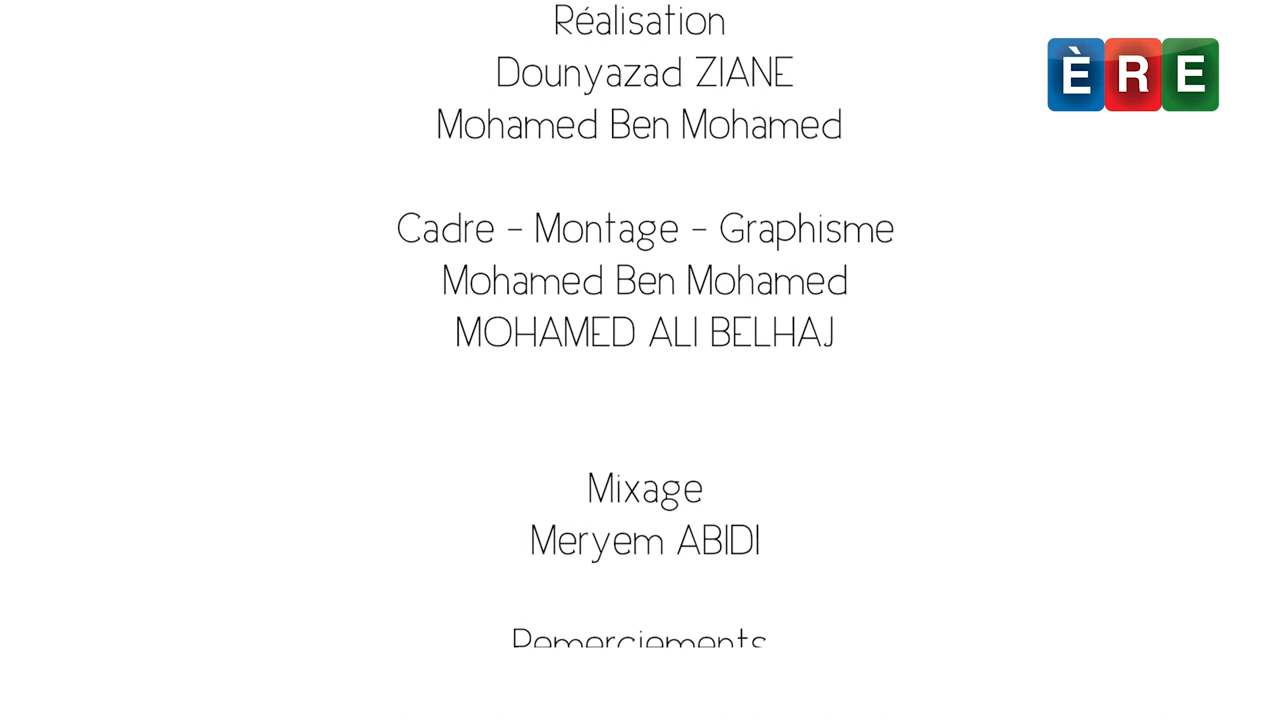 Réalisation
Dounyazad ZIANE
Mohamed Ben Mohamed
Cadre - Montage - Graphisme
Mohamed Ben Mohamed
MOHAMED ALI BELHAJ
Mixage
Meryem ABIDI
Remerciements
ÈRE